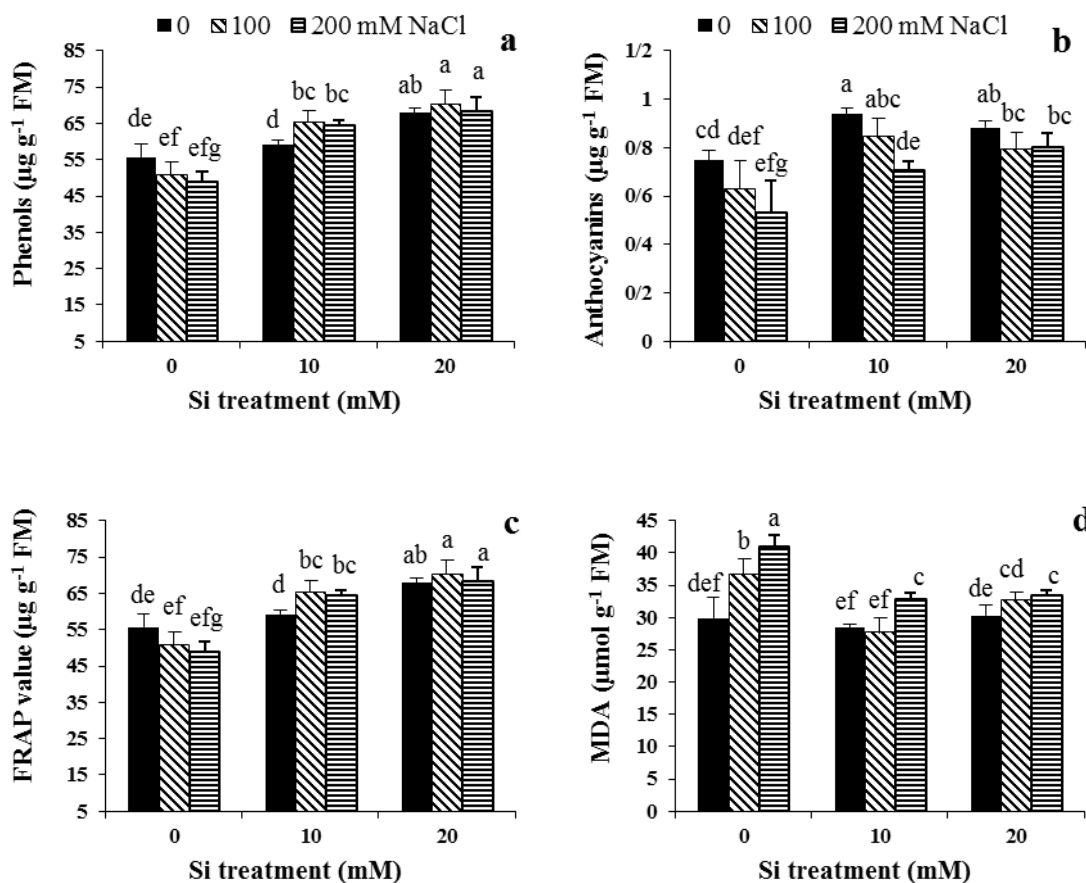 0 100 200 mM NaCl
a
Phenols (µg g-1 FM)
85
75
65
55
45
35
25
15
5
de ef efg
d bc bc
ab a a
0 10 20
Si treatment (mM)
0 100 200 mM NaCl
b
Anthocyanins (µg g-1 FM)
1/2
1
0/8
0/6
0/4
0/2
0
cd def efg
a abc de
ab bc bc
0 10 20
Si treatment (mM)
c
FRAP value (µg g-1 FM)
85
75
65
55
45
35
25
15
5
de ef efg
d bc bc
ab a a
0 10 20
Si treatment (mM)
d
MDA (µmol g-1 FM)
45
40
35
30
25
20
15
10
5
0
def b a
ef ef c
de cd c
0 10 20
Si treatment (mM)